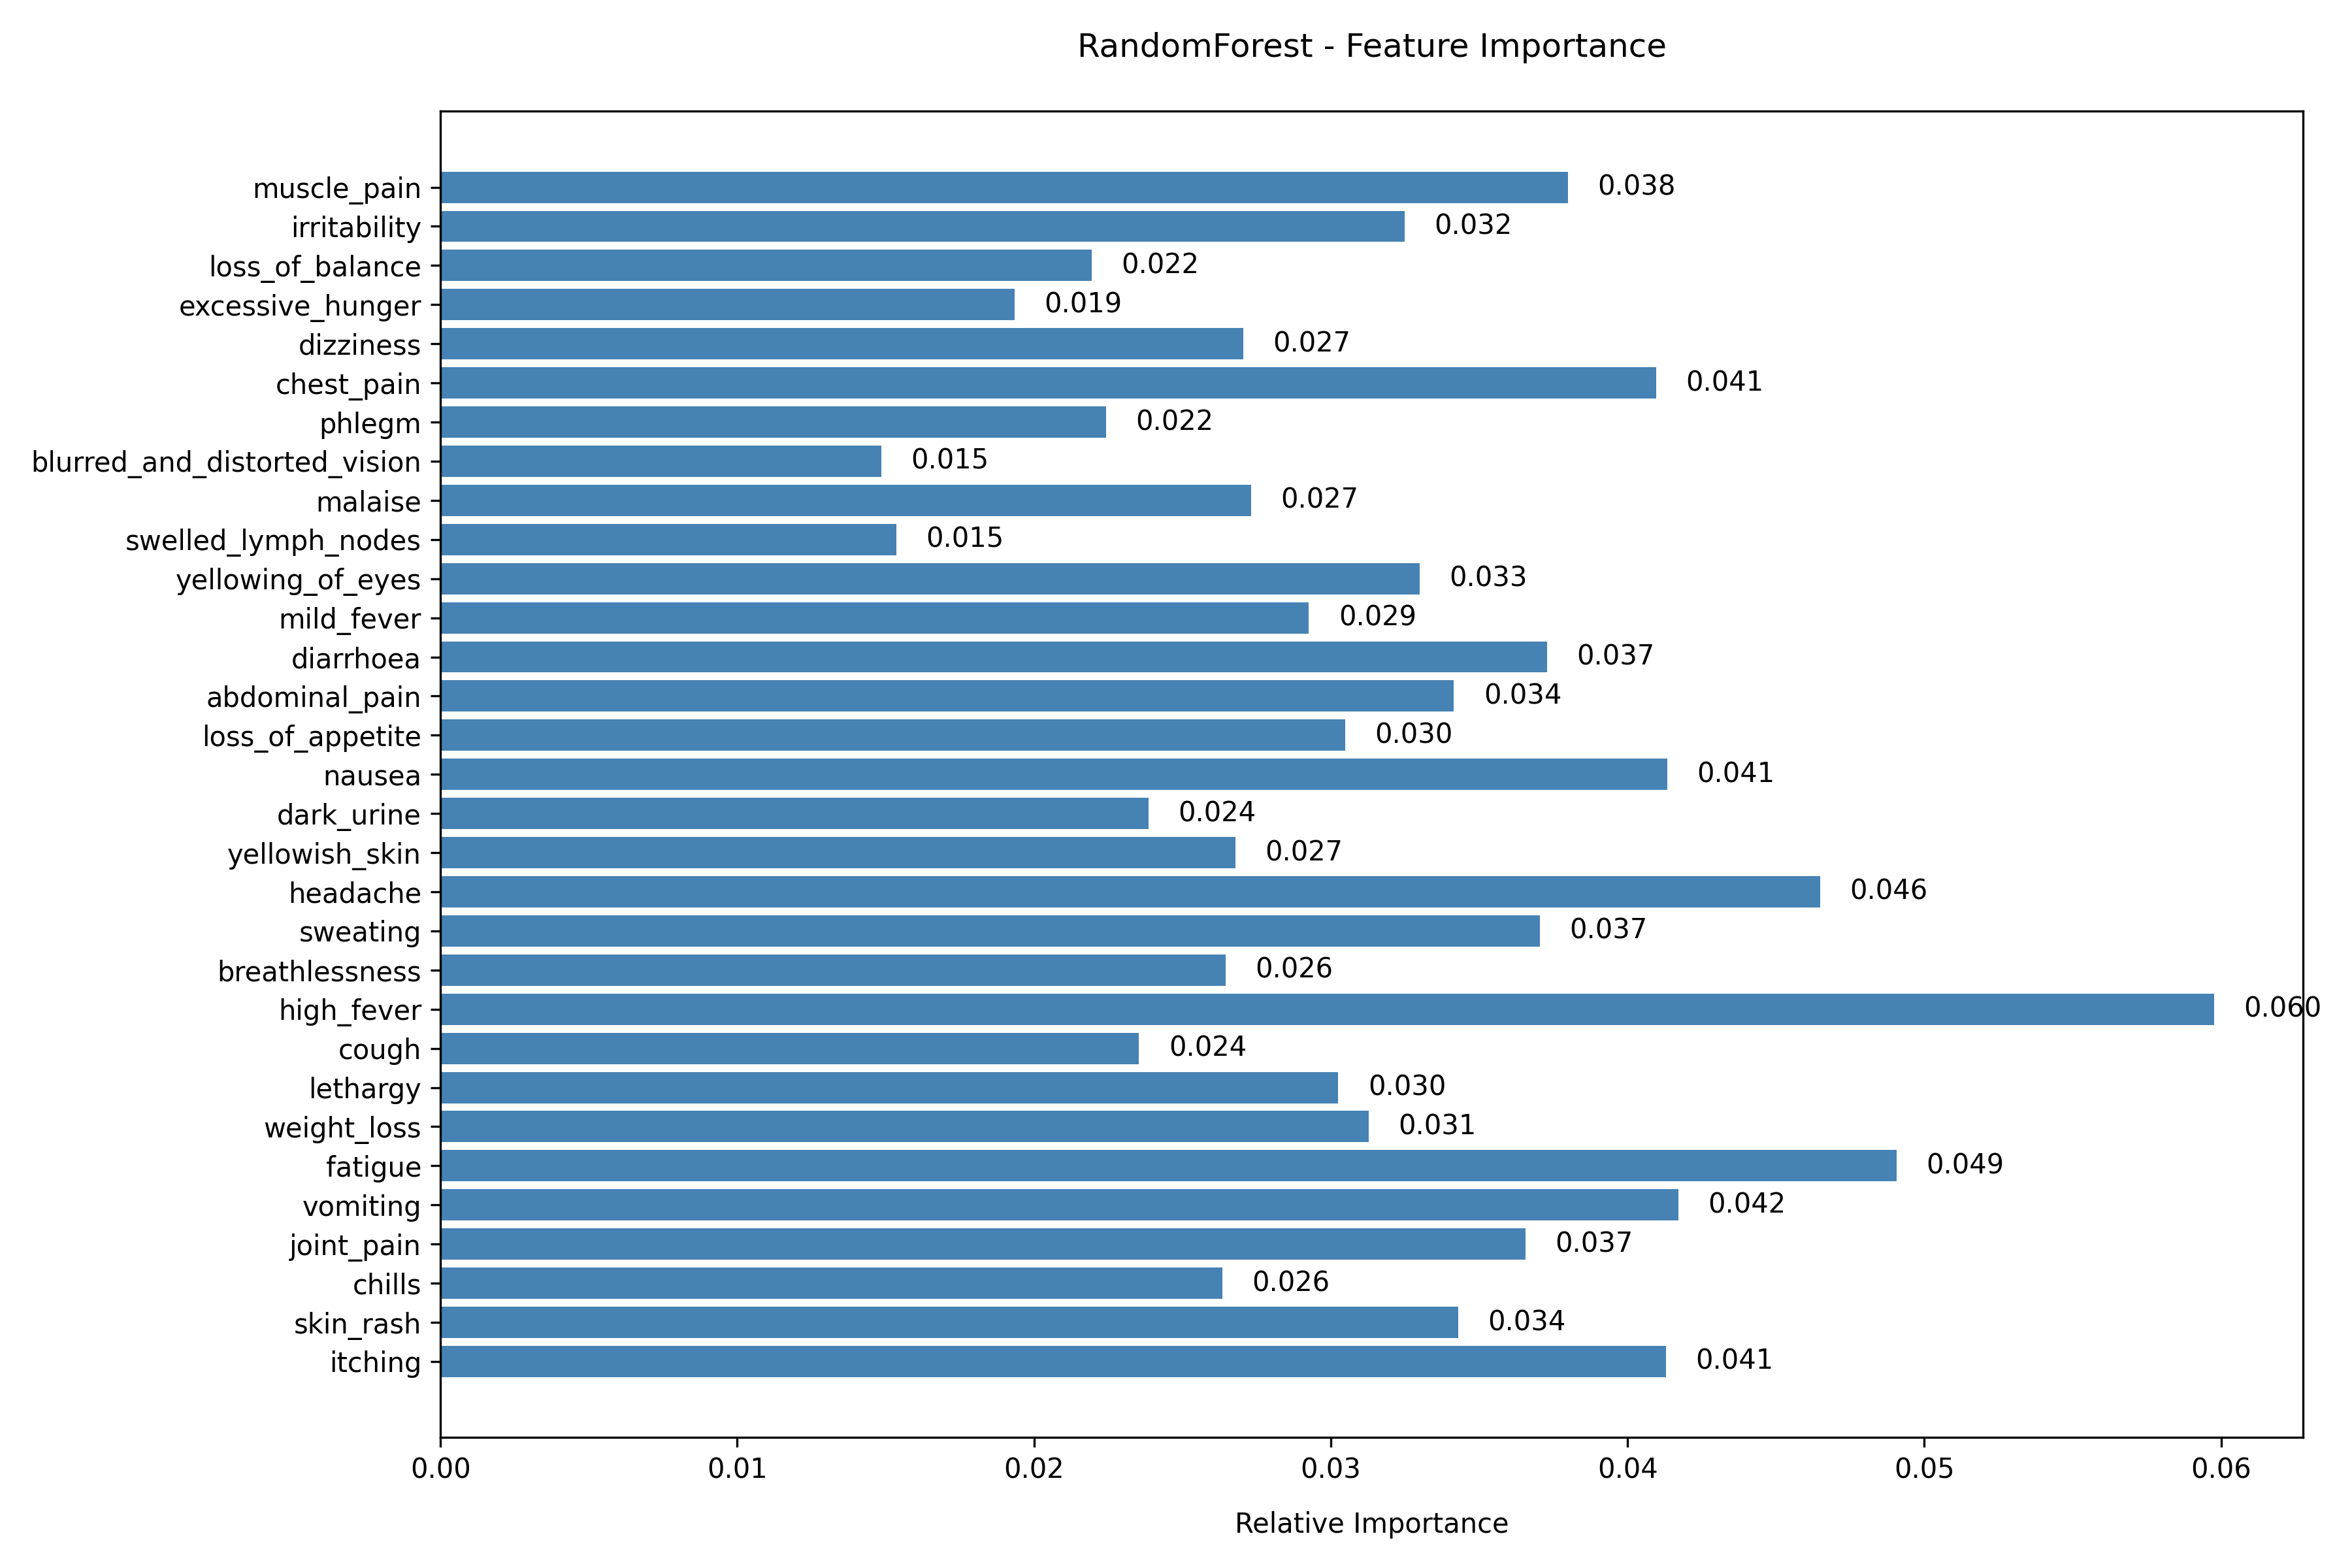 RandomForest - Feature Importance
muscle_pain 0.038
irritability 0.032
loss_of_balance 0.022
excessive_hunger 0.019
dizziness 0.027
chest_pain 0.041
phlegm 0.022
blurred_and_distorted_vision 0.015
malaise 0.027
swelled_lymph_nodes 0.015
yellowing_of_eyes 0.033
mild_fever 0.029
diarrhoea 0.037
abdominal_pain 0.034
loss_of_appetite 0.030
nausea 0.041
dark_urine 0.024
yellowish_skin 0.027
headache 0.046
sweating 0.037
breathlessness 0.026
high_fever 0.060
cough 0.024
lethargy 0.030
weight_loss 0.031
fatigue 0.049
vomiting 0.042
joint_pain 0.037
chills 0.026
skin_rash 0.034
itching 0.041
0.00 0.01 0.02 0.03 0.04 0.05 0.06
Relative Importance